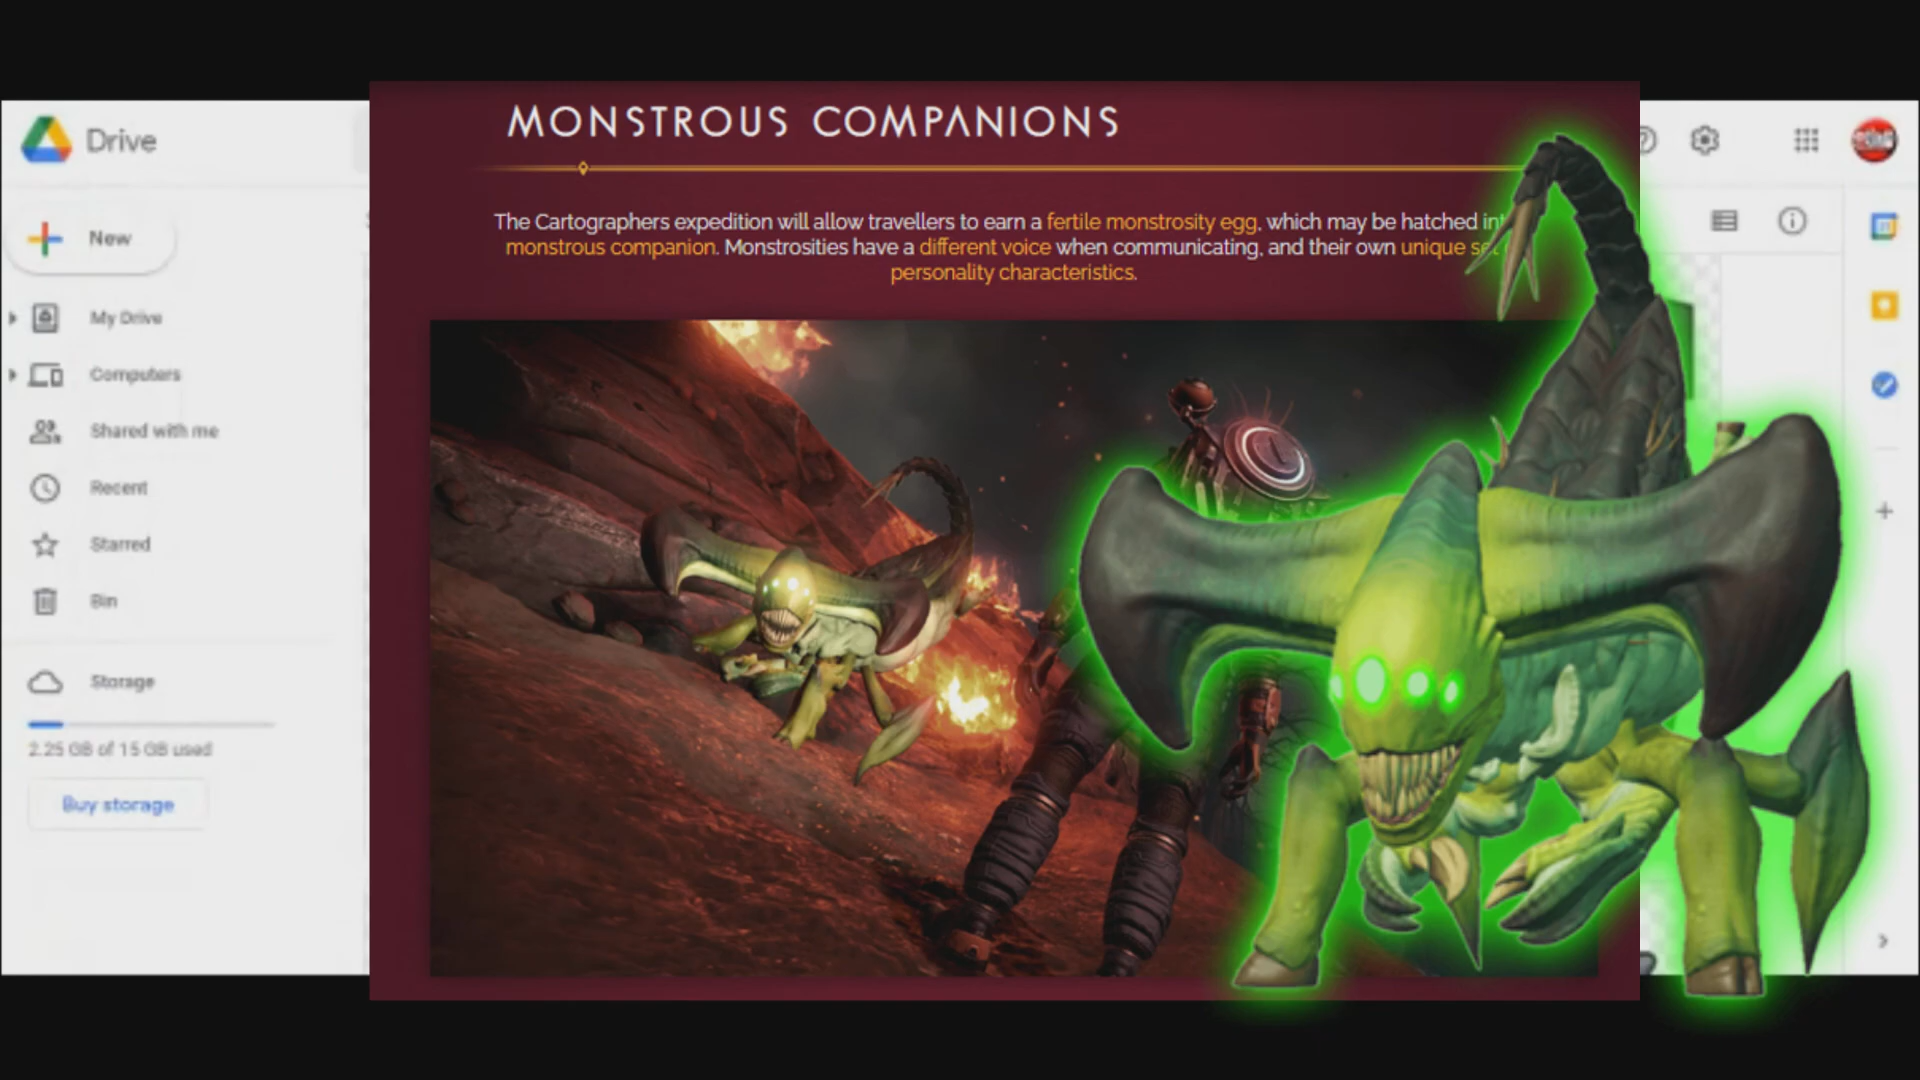 MONSTROUS COMPANIONS
The Cartographers expedition will allow travellers to earn a fertile monstrosity egg, which may be hatched
monstrous companion. Monstrosities have a different voice when communicating, and their own unique
personality characteristics.
Drive
New
My Drive
Computers
Shared with me
Recent
Starred
Bin
Storage
2.25 GB of 15 GB used
Buy storage